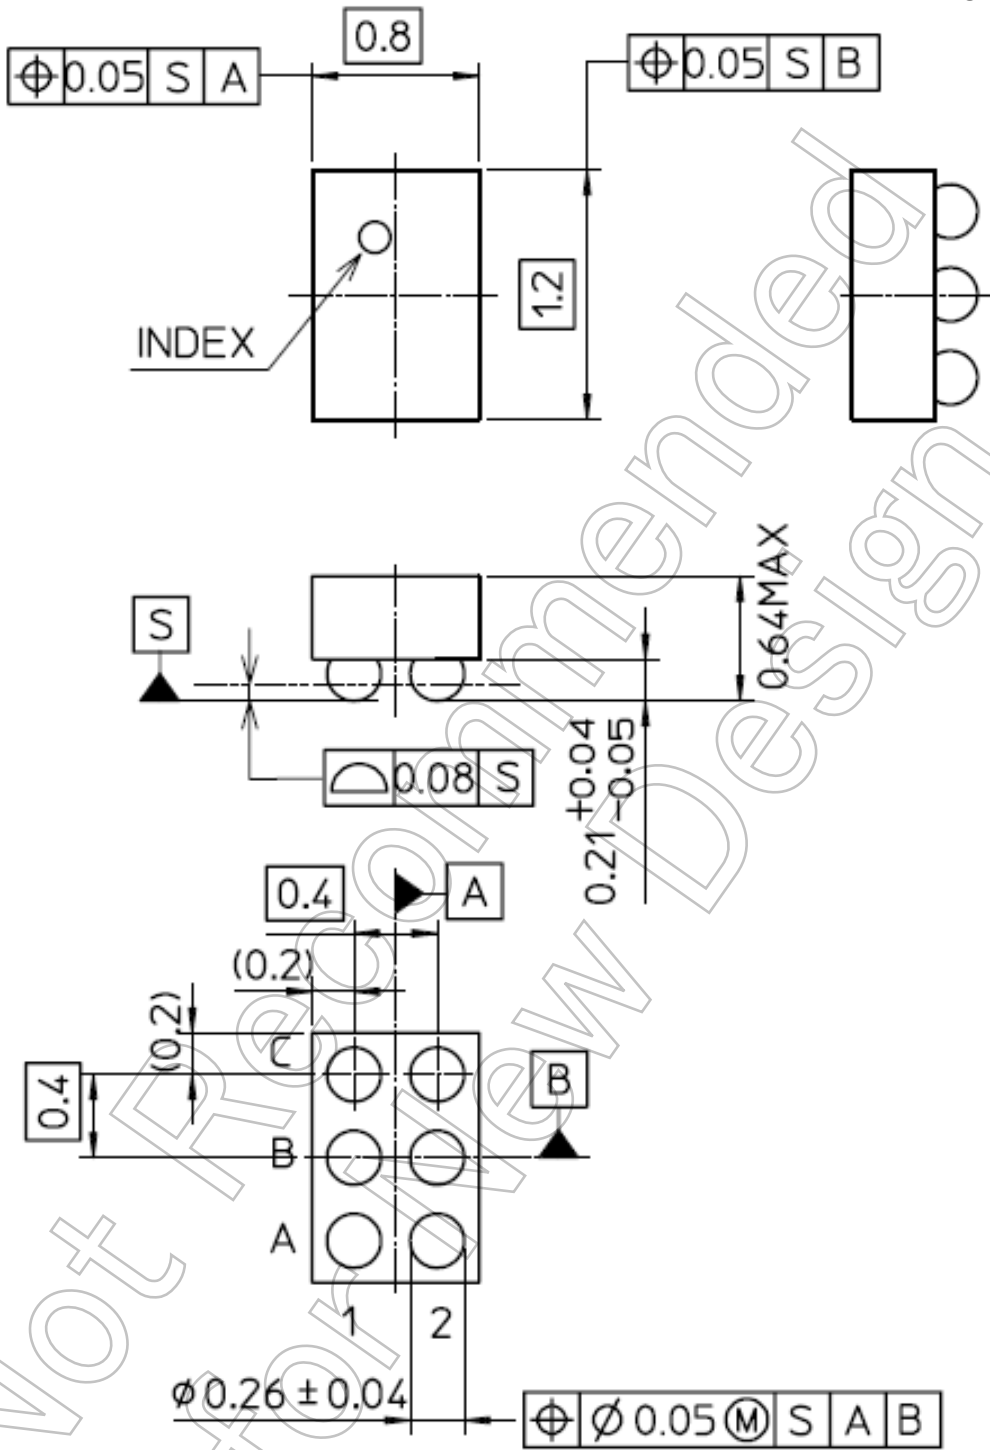 0.8
0.05 S A
0.05 S B
1.2
INDEX
S
0.64MAX
0.08 S
0.21 +0.04 -0.05
0.4
A
(0.2)
(0.2)
0.4
C
B
B
A
1 2
φ0.26 ± 0.04
Ø 0.05 Ⓜ S A B
Not Recommended
for New Design